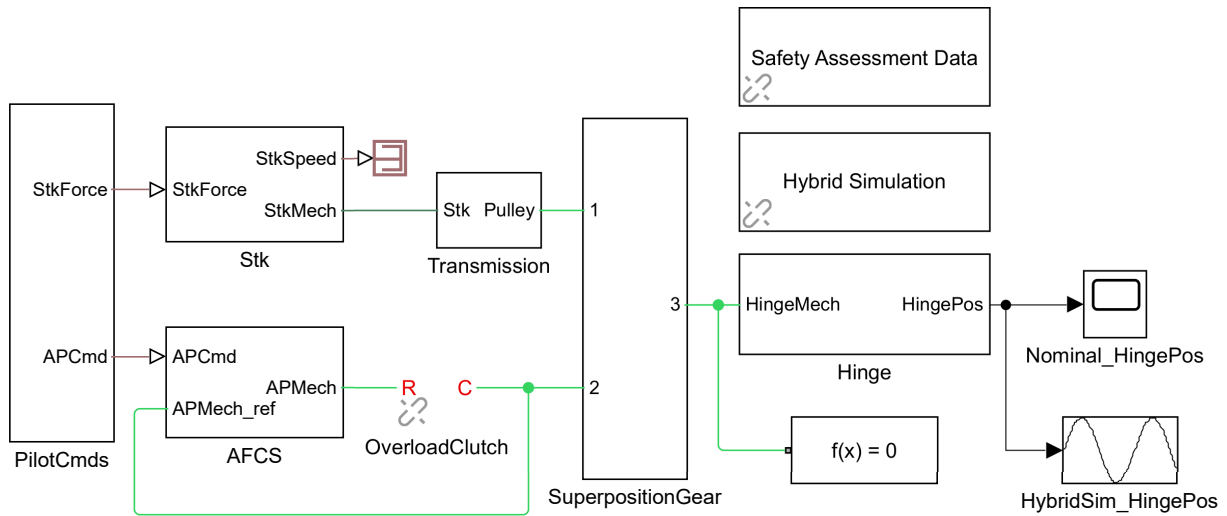 Safety Assessment Data
Hybrid Simulation
StkForce
APCmd
PilotCmds
StkForce
StkSpeed
StkMech
Stk
Stk Pulley
Transmission
APCmd
APMech
APMech_ref
AFCS
R C
OverloadClutch
1
2
3
SuperpositionGear
HingeMech HingePos
Hinge
f(x) = 0
Nominal_HingePos
HybridSim_HingePos